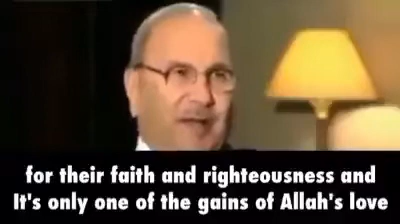 for their faith and righteousness and
It's only one of the gains of Allah's love